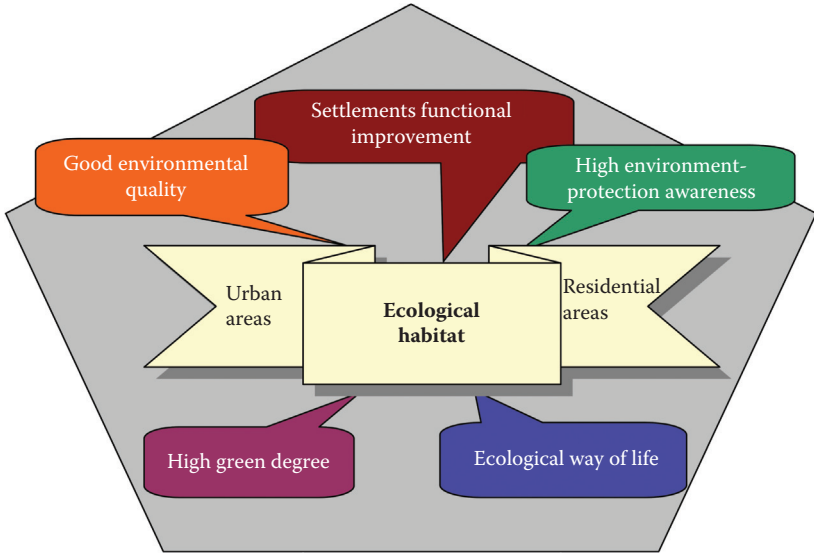 Settlements functional
improvement
Good environmental
quality
High environment-
protection awareness
Urban
areas
Ecological
habitat
Residential
areas
High green degree
Ecological way of life